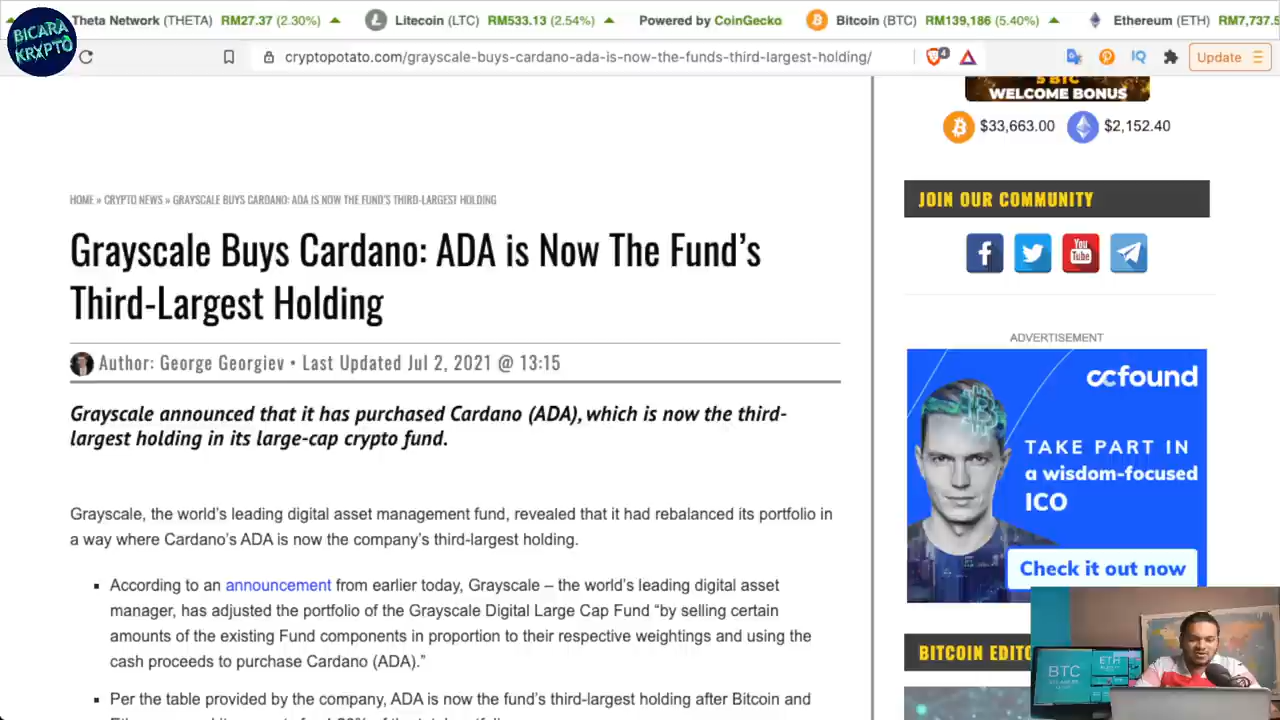 Theta Network (THETA) RM27.37 (2.30%) Litecoin (LTC) RM533.13 (2.54%) Powered by CoinGecko Bitcoin (BTC) RM139,186 (5.40%) Ethereum (ETH) RM7,737.5
BICARA
KRYPTO
cryptopotato.com/grayscale-buys-cardano-ada-is-now-the-funds-third-largest-holding/ 4 IQ Update
5 BTC
WELCOME BONUS
$33,663.00 $2,152.40
HOME » CRYPTO NEWS » GRAYSCALE BUYS CARDANO: ADA IS NOW THE FUND'S THIRD-LARGEST HOLDING
Grayscale Buys Cardano: ADA is Now The Fund's
Third-Largest Holding
Author: George Georgiev • Last Updated Jul 2, 2021 @ 13:15
Grayscale announced that it has purchased Cardano (ADA), which is now the third-
largest holding in its large-cap crypto fund.
Grayscale, the world's leading digital asset management fund, revealed that it had rebalanced its portfolio in
a way where Cardano's ADA is now the company's third-largest holding.
▪ According to an announcement from earlier today, Grayscale – the world's leading digital asset
manager, has adjusted the portfolio of the Grayscale Digital Large Cap Fund "by selling certain
amounts of the existing Fund components in proportion to their respective weightings and using the
cash proceeds to purchase Cardano (ADA)."
▪ Per the table provided by the company, ADA is now the fund's third-largest holding after Bitcoin and
JOIN OUR COMMUNITY
You
Tube
ADVERTISEMENT
ccfound
TAKE PART IN
a wisdom-focused
ICO
Check it out now
BITCOIN EDITO
BTC
ETH